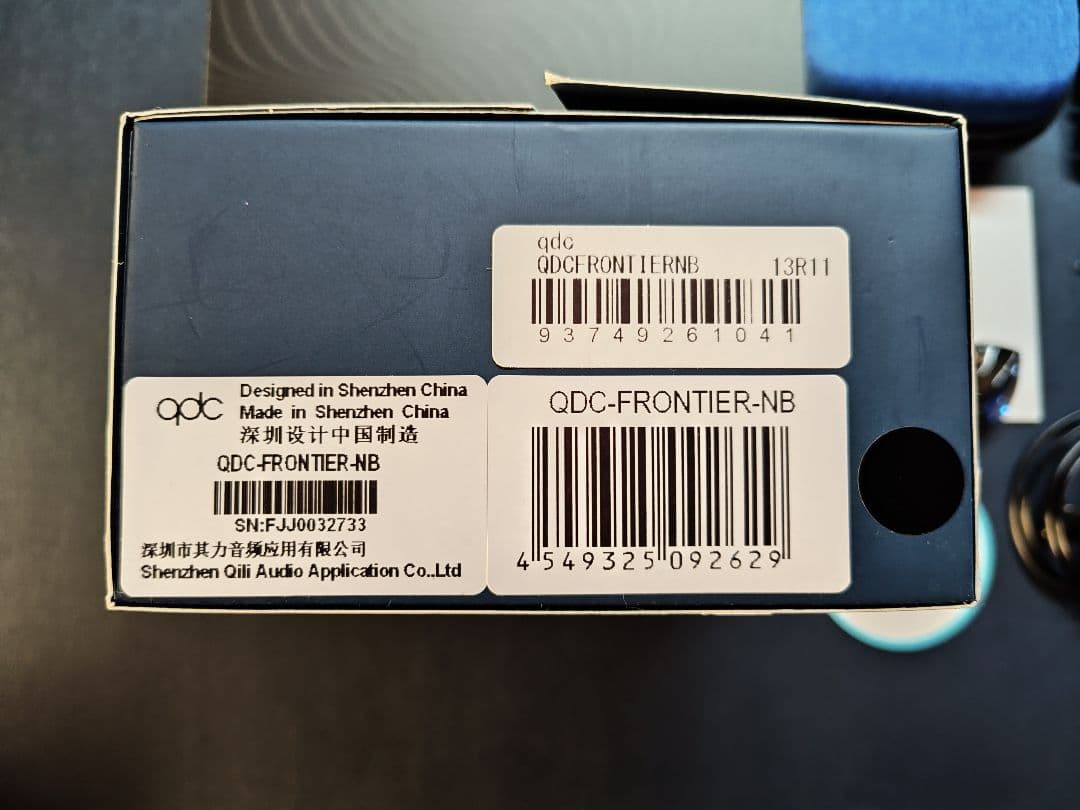 qdc
QDCFRONTIERNB 13R11
93749261041
qdc
Designed in Shenzhen China
Made in Shenzhen China
深圳设计中国制造
QDC-FRONTIER-NB
SN:FJJ0032733
深圳市其力音频应用有限公司
Shenzhen Qili Audio Application Co..Ltd
QDC-FRONTIER-NB
4 549325 092629